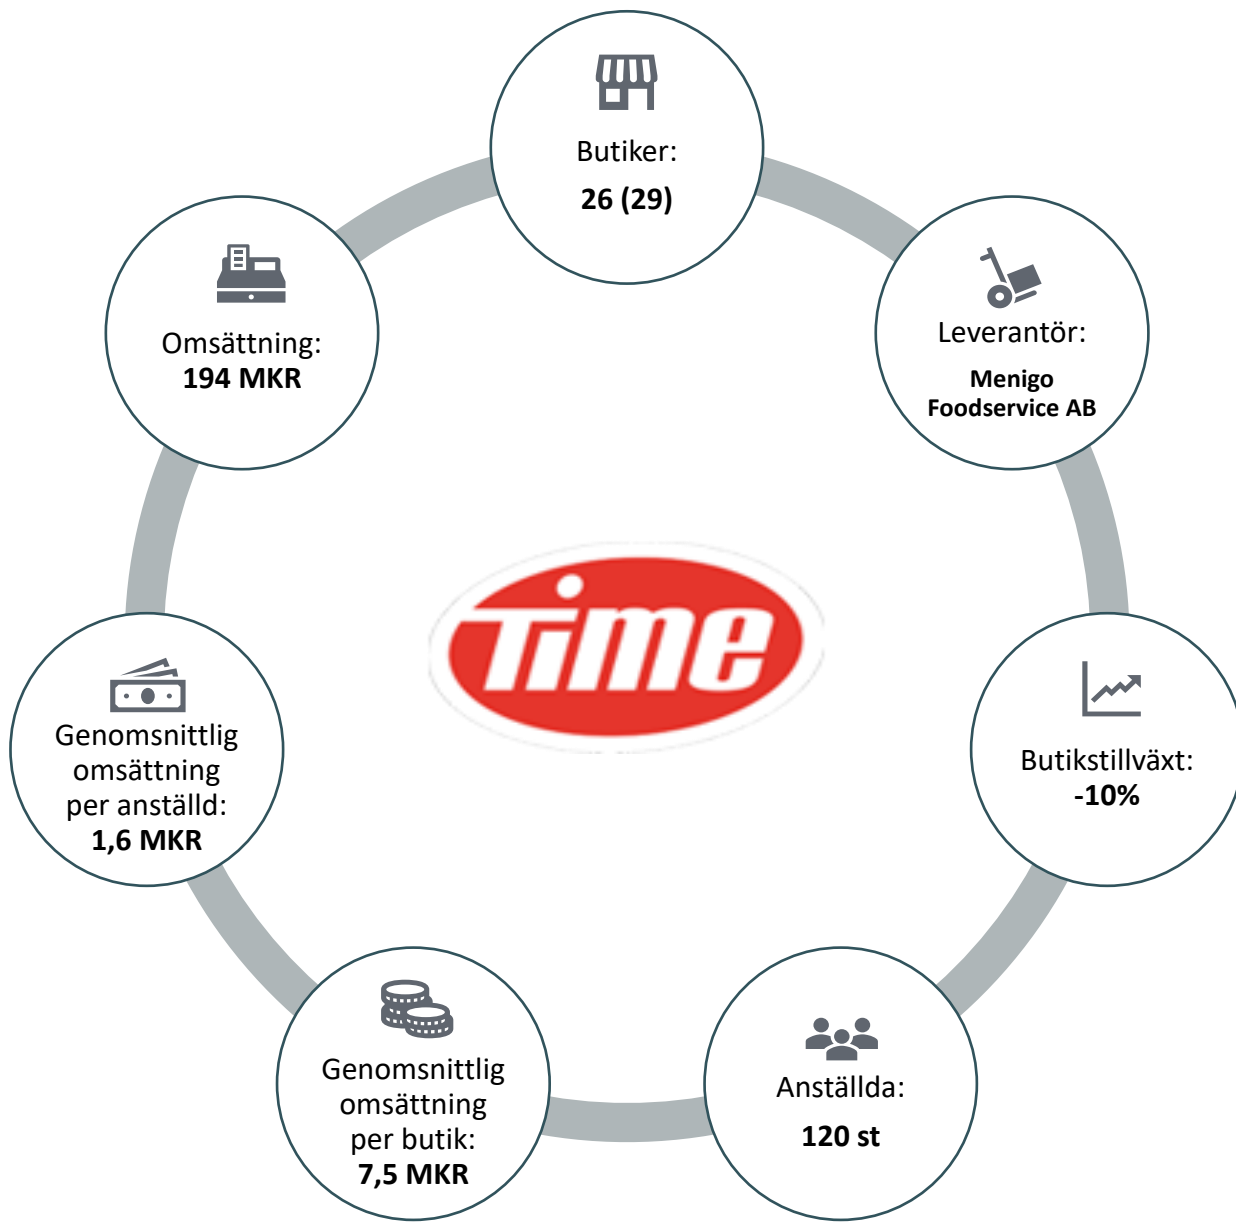 Butiker:
26 (29)
Leverantör:
Menigo
Foodservice AB
Butikstillväxt:
-10%
Anställda:
120 st
Genomsnittlig
omsättning
per butik:
7,5 MKR
Genomsnittlig
omsättning
per anställd:
1,6 MKR
Omsättning:
194 MKR
Time